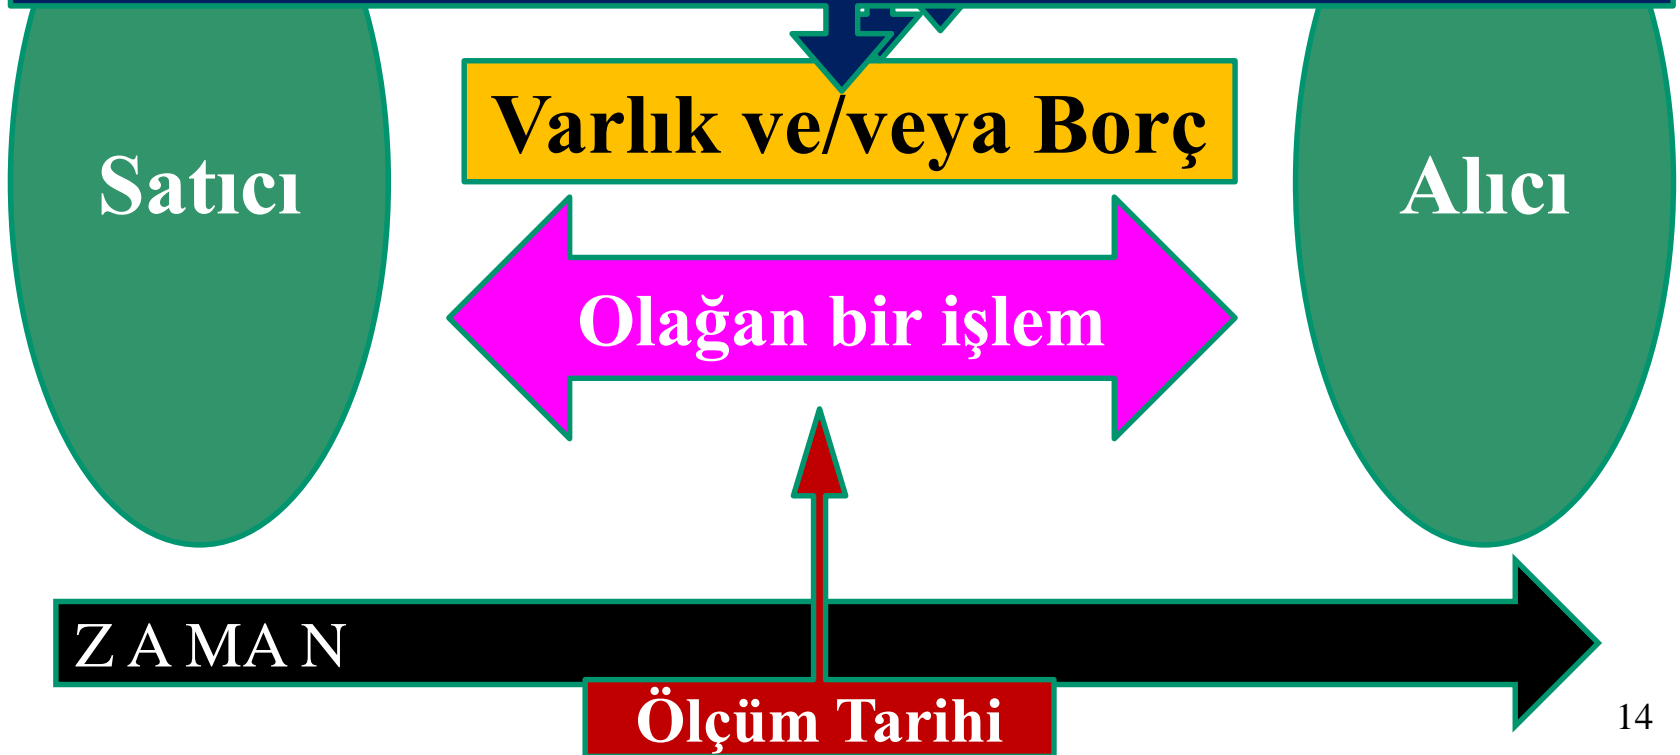 Varlık ve/veya Borç
Satıcı
Alıcı
Olağan bir işlem
Z A MA N
Ölçüm Tarihi
14